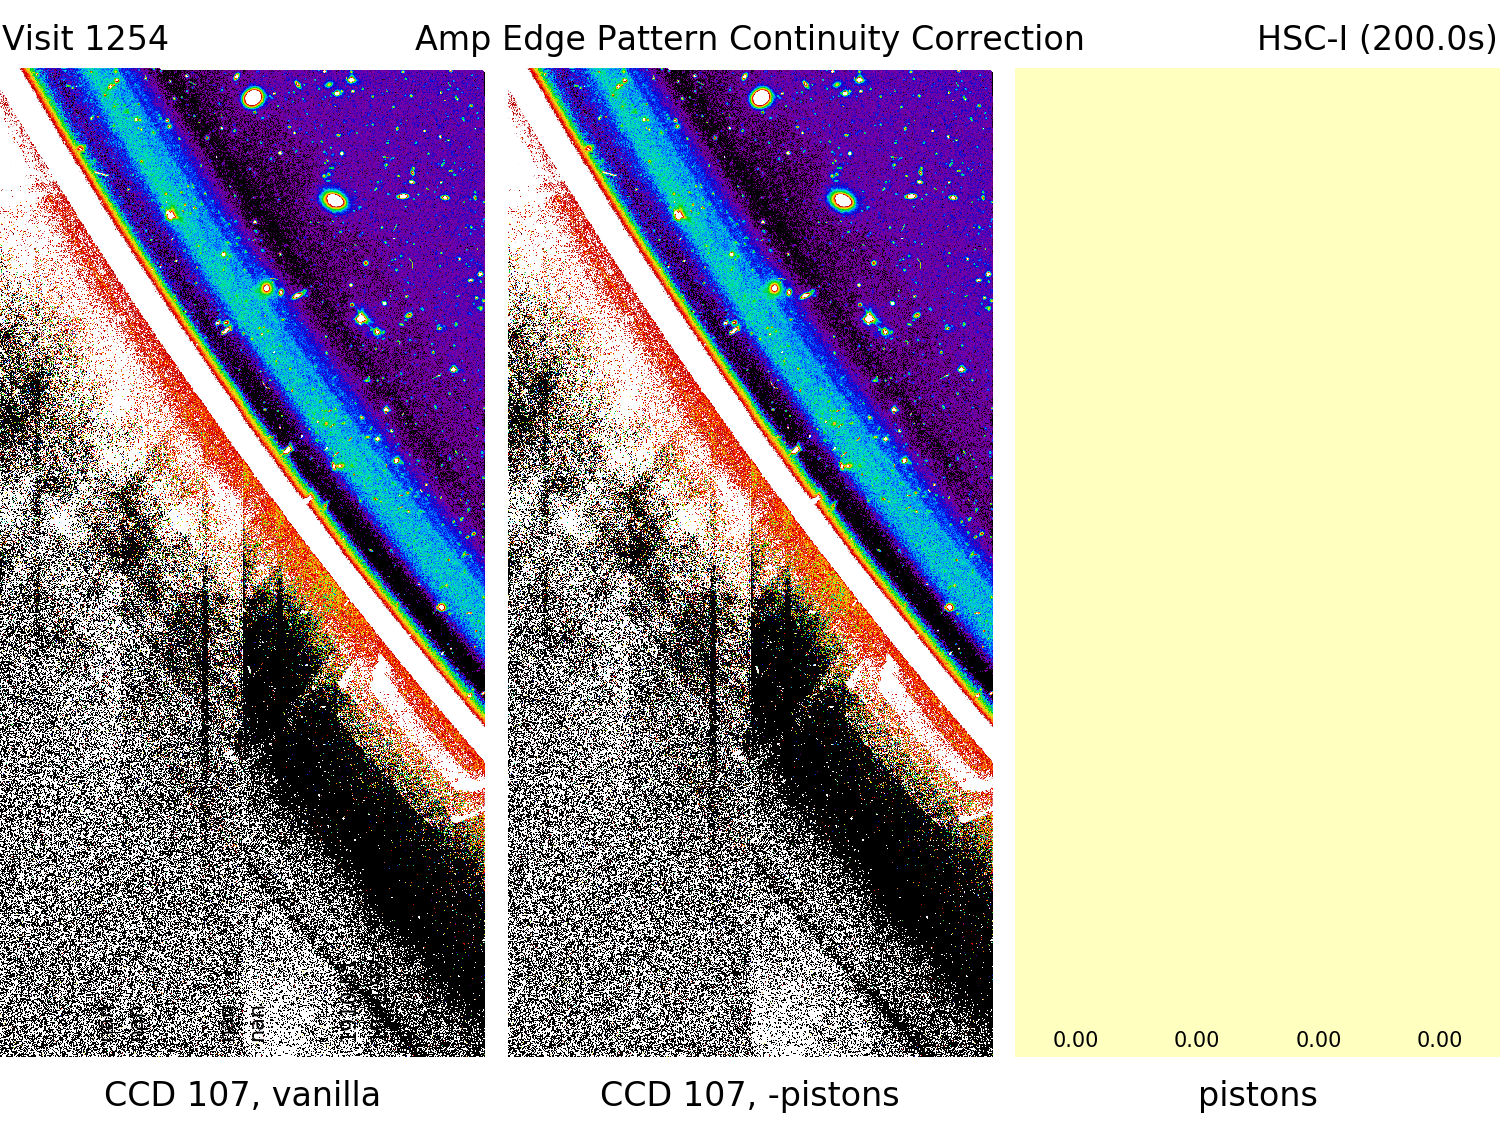 Visit 1254
Amp Edge Pattern Continuity Correction
HSC-I (200.0s)
nan
0.00
0.00
0.00
0.00
CCD 107, vanilla
CCD 107, -pistons
pistons